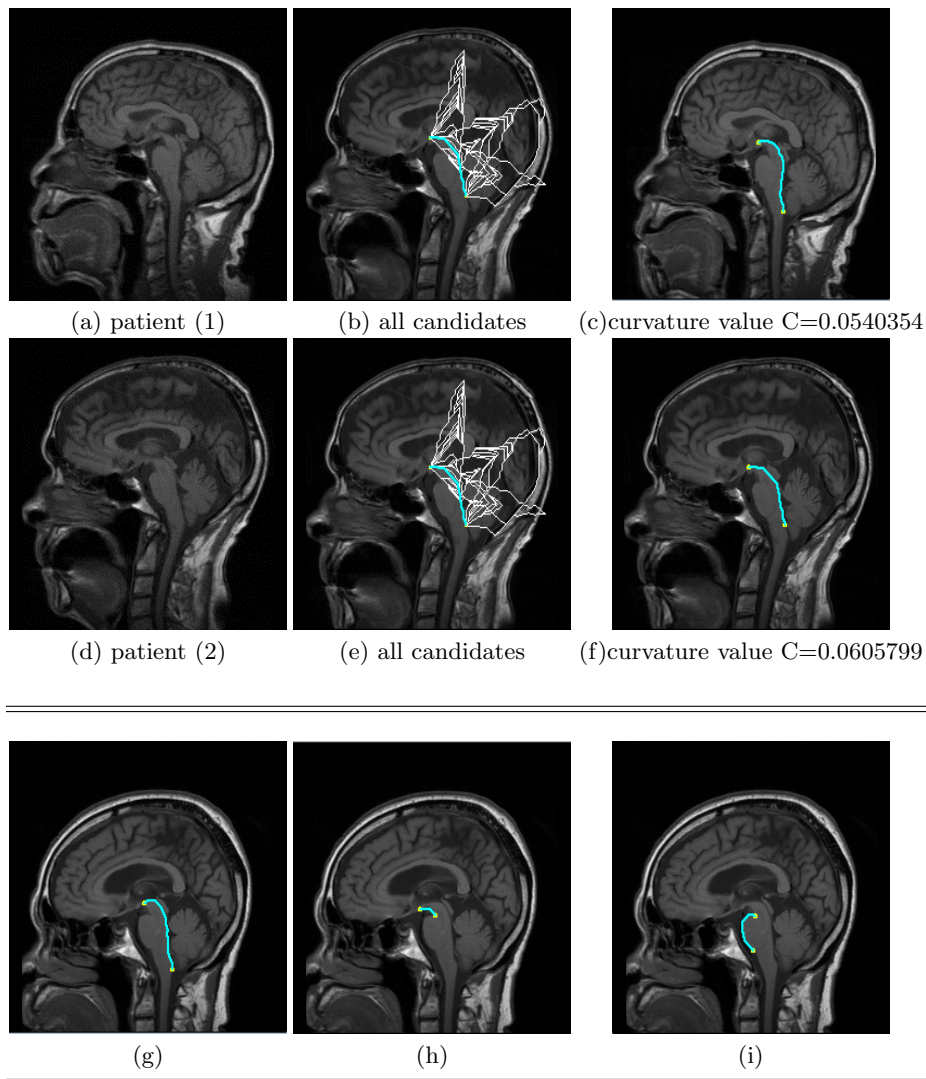 (a) patient (1)
(b) all candidates
(c)curvature value C=0.0540354
(d) patient (2)
(e) all candidates
(f)curvature value C=0.0605799
(g)
(h)
(i)